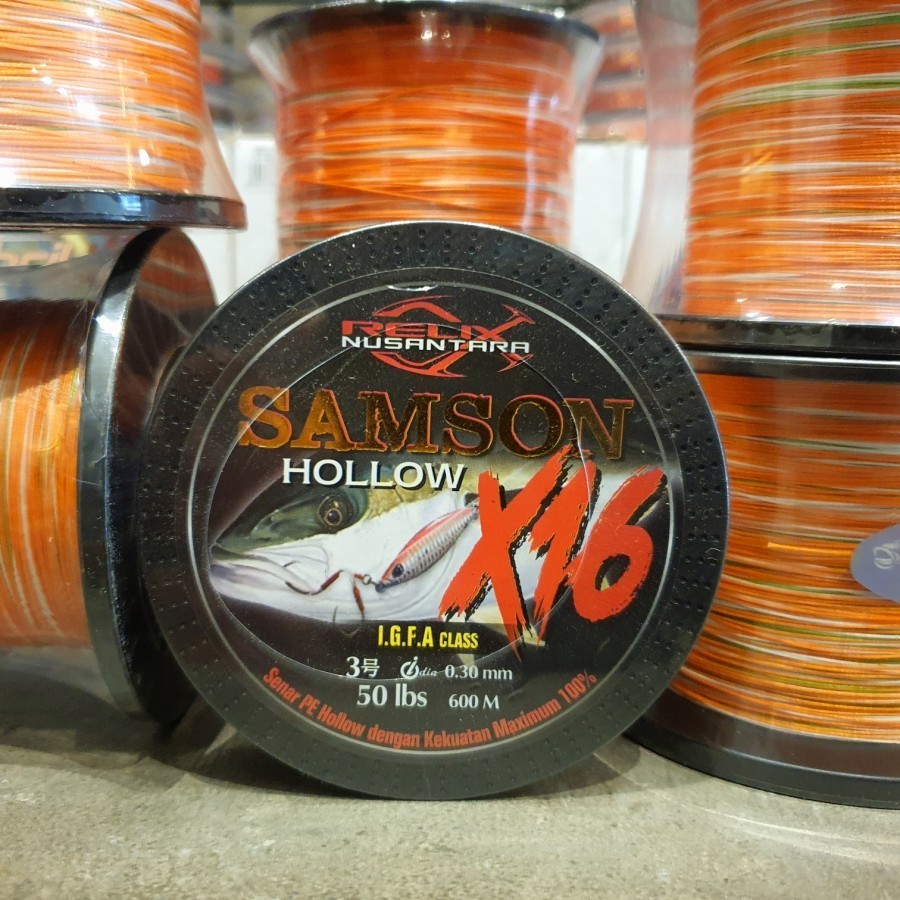 RELIX
NUSANTARA
SAMSON
HOLLOW
X16
I.G.F.A CLASS
3号 dia 0.30 mm
50 lbs 600 M
Senar PE Hollow dengan Kekuatan Maximum 100%